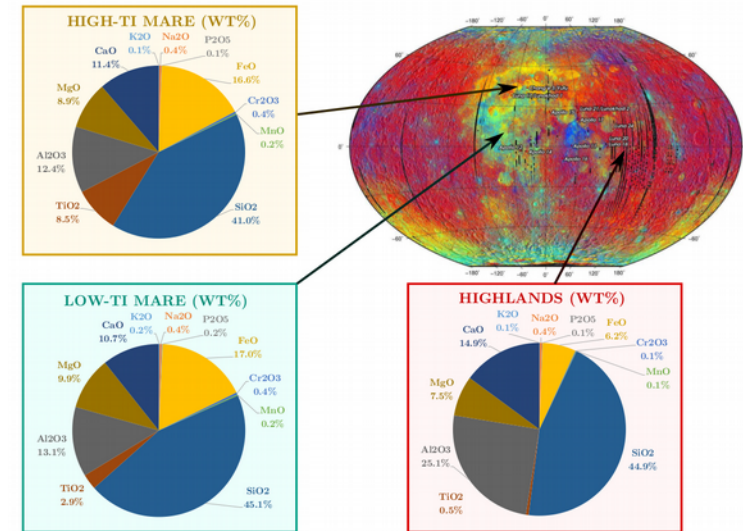 HIGH-TI MARE (WT%)
K2O
0.1%
Na2O
0.4%
P2O5
0.1%
CaO
11.4%
FeO
16.6%
MgO
8.9%
Cr2O3
0.4%
MnO
0.2%
Al2O3
12.4%
TiO2
8.5%
SiO2
41.0%
LOW-TI MARE (WT%)
K2O
0.2%
Na2O
0.4%
P2O5
0.2%
CaO
10.7%
FeO
17.0%
MgO
9.9%
Cr2O3
0.4%
MnO
0.2%
Al2O3
13.1%
TiO2
2.9%
SiO2
45.1%
HIGHLANDS (WT%)
K2O
0.1%
Na2O
0.4%
P2O5
0.1%
FeO
6.2%
CaO
14.9%
Cr2O3
0.1%
MgO
7.5%
MnO
0.1%
Al2O3
25.1%
SiO2
44.9%
TiO2
0.5%
-180° -120° -60° 0° 60° 120° 180°
60° 60°
0° 0°
-60° -60°
-180° -120° -60° 0° 60° 120° 180°